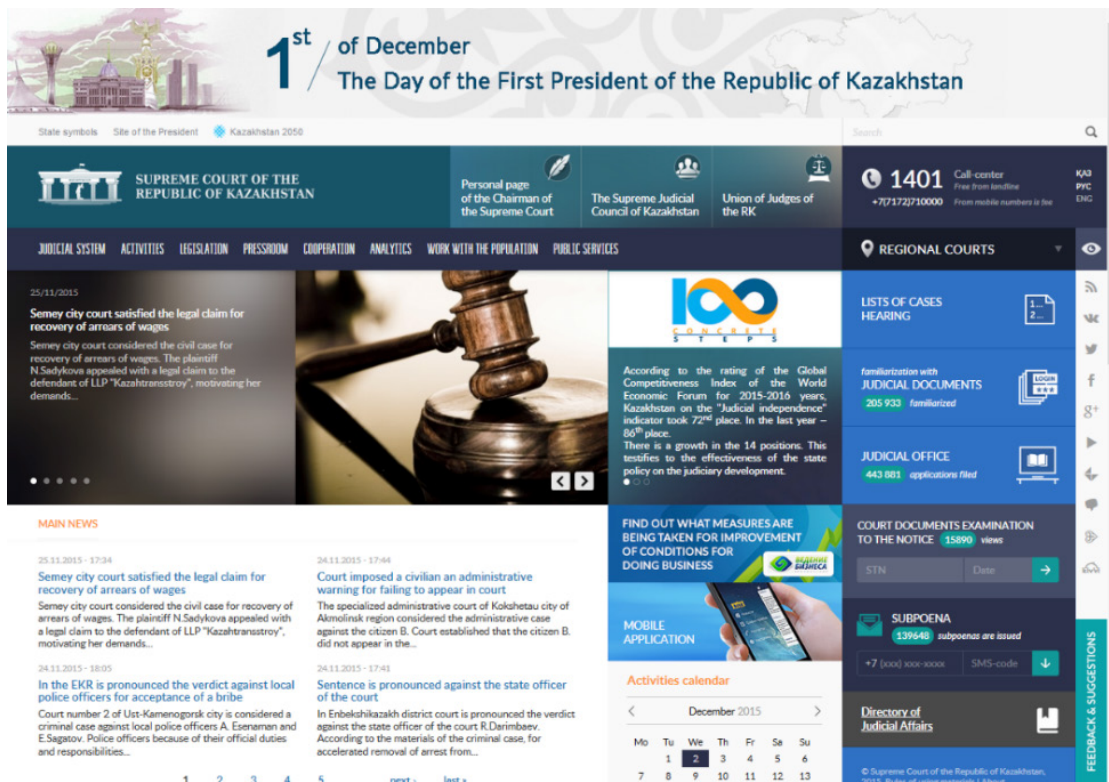 1st / of December
The Day of the First President of the Republic of Kazakhstan
State symbols Site of the President Kazakhstan 2050
Search
SUPREME COURT OF THE
REPUBLIC OF KAZAKHSTAN
Personal page
of the Chairman of
the Supreme Court
The Supreme Judicial
Council of Kazakhstan
Union of Judges of
the RK
1401
Call-center
Free from landline
+7(7172)710000 From mobile numbers is fee
ҚАЗ
РУС
ENG
JUDICIAL SYSTEM ACTIVITIES LEGISLATION PRESSROOM COOPERATION ANALYTICS WORK WITH THE POPULATION PUBLIC SERVICES
REGIONAL COURTS
25/11/2015
Semey city court satisfied the legal claim for
recovery of arrears of wages
Semey city court considered the civil case for
recovery of arrears of wages. The plaintiff
N.Sadykova appealed with a legal claim to the
defendant of LLP "Kazahtransstroy", motivating her
demands...
100
CONCRETE
STEPS
According to the rating of the Global
Competitiveness Index of the World
Economic Forum for 2015-2016 years,
Kazakhstan on the "Judicial independence"
indicator took 72nd place. In the last year –
86th place.
There is a growth in the 14 positions. This
testifies to the effectiveness of the state
policy on the judiciary development.
LISTS OF CASES
HEARING
1...
2...
familiarization with
JUDICIAL DOCUMENTS
205 933 familiarized
LOGIN
JUDICIAL OFFICE
443 881 applications filed
MAIN NEWS
25.11.2015 - 17:34
Semey city court satisfied the legal claim for
recovery of arrears of wages
Semey city court considered the civil case for recovery of
arrears of wages. The plaintiff N.Sadykova appealed with
a legal claim to the defendant of LLP "Kazahtransstroy",
motivating her demands...
24.11.2015 - 17:44
Court imposed a civilian an administrative
warning for failing to appear in court
The specialized administrative court of Kokshetau city of
Akmolinsk region considered the administrative case
against the citizen B. Court established that the citizen B.
did not appear in the...
24.11.2015 - 18:05
In the EKR is pronounced the verdict against local
police officers for acceptance of a bribe
Court number 2 of Ust-Kamenogorsk city is considered a
criminal case against local police officers A. Esenaman and
E.Sagatov. Police officers because of their official duties
and responsibilities...
24.11.2015 - 17:41
Sentence is pronounced against the state officer
of the court
In Enbekshikazakh district court is pronounced the verdict
against the state officer of the court R.Darimbaev.
According to the materials of the criminal case, for
accelerated removal of arrest from...
1 2 3 4 5 next › last »
FIND OUT WHAT MEASURES ARE
BEING TAKEN FOR IMPROVEMENT
OF CONDITIONS FOR
DOING BUSINESS
ВЕДЕНИЕ
БИЗНЕСА
MOBILE
APPLICATION
Activities calendar
December 2015
Mo Tu We Th Fr Sa Su
1 2 3 4 5 6
7 8 9 10 11 12 13
COURT DOCUMENTS EXAMINATION
TO THE NOTICE 15890 views
STN Date
SUBPOENA
139648 subpoenas are issued
+7 (xxx) xxx-xxxx SMS-code
Directory of
Judicial Affairs
© Supreme Court of the Republic of Kazakhstan,
2015. Rules of using materials | About
FEEDBACK & SUGGESTIONS